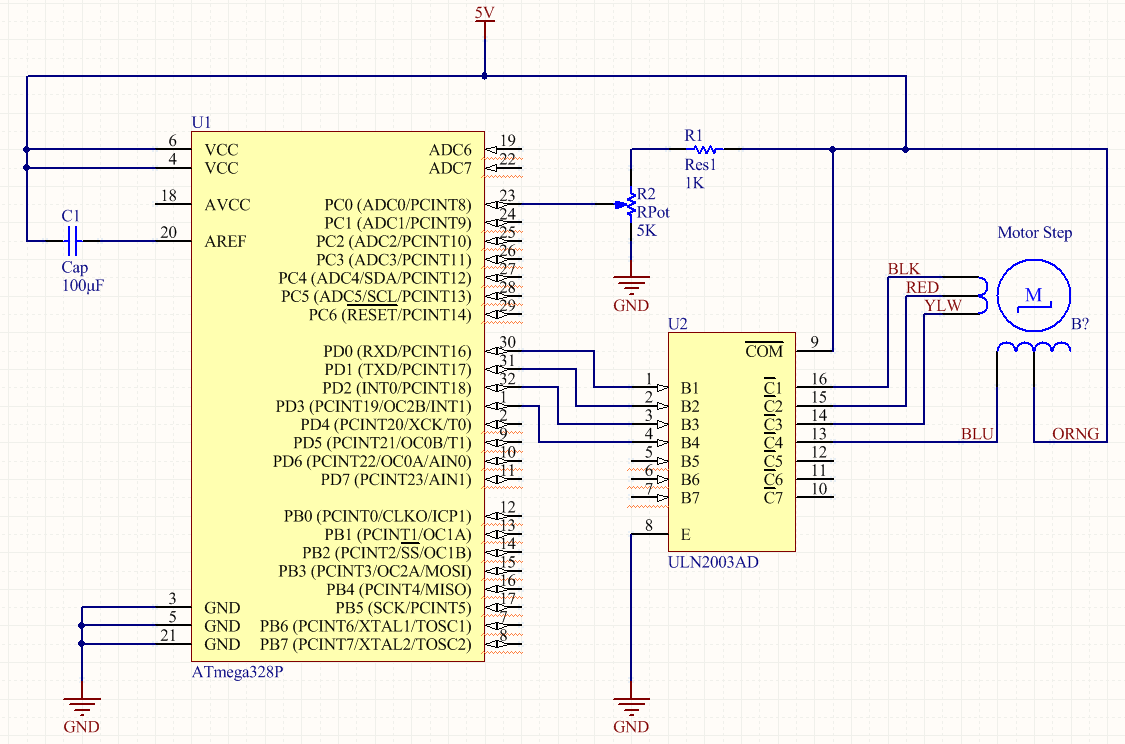 5V
U1
6 VCC
4 VCC
18 AVCC
20 AREF
3 GND
5 GND
21 GND
ADC6 19
ADC7 22
PC0 (ADC0/PCINT8) 23
PC1 (ADC1/PCINT9) 24
PC2 (ADC2/PCINT10) 25
PC3 (ADC3/PCINT11) 26
PC4 (ADC4/SDA/PCINT12) 27
PC5 (ADC5/SCL/PCINT13) 28
PC6 (RESET/PCINT14) 29
PD0 (RXD/PCINT16) 30
PD1 (TXD/PCINT17) 31
PD2 (INT0/PCINT18) 32
PD3 (PCINT19/OC2B/INT1) 1
PD4 (PCINT20/XCK/T0) 2
PD5 (PCINT21/OC0B/T1) 9
PD6 (PCINT22/OC0A/AIN0) 10
PD7 (PCINT23/AIN1) 11
PB0 (PCINT0/CLKO/ICP1) 12
PB1 (PCINT1/OC1A) 13
PB2 (PCINT2/SS/OC1B) 14
PB3 (PCINT3/OC2A/MOSI) 15
PB4 (PCINT4/MISO) 16
PB5 (SCK/PCINT5) 17
PB6 (PCINT6/XTAL1/TOSC1) 7
PB7 (PCINT7/XTAL2/TOSC2) 8
ATmega328P
C1
Cap
100µF
GND
R1
Res1
1K
R2
RPot
5K
GND
U2
1 B1
2 B2
3 B3
4 B4
5 B5
6 B6
7 B7
8 E
COM 9
C1 16
C2 15
C3 14
C4 13
C5 12
C6 11
C7 10
ULN2003AD
GND
Motor Step
BLK
RED
YLW
M
B?
BLU
ORNG